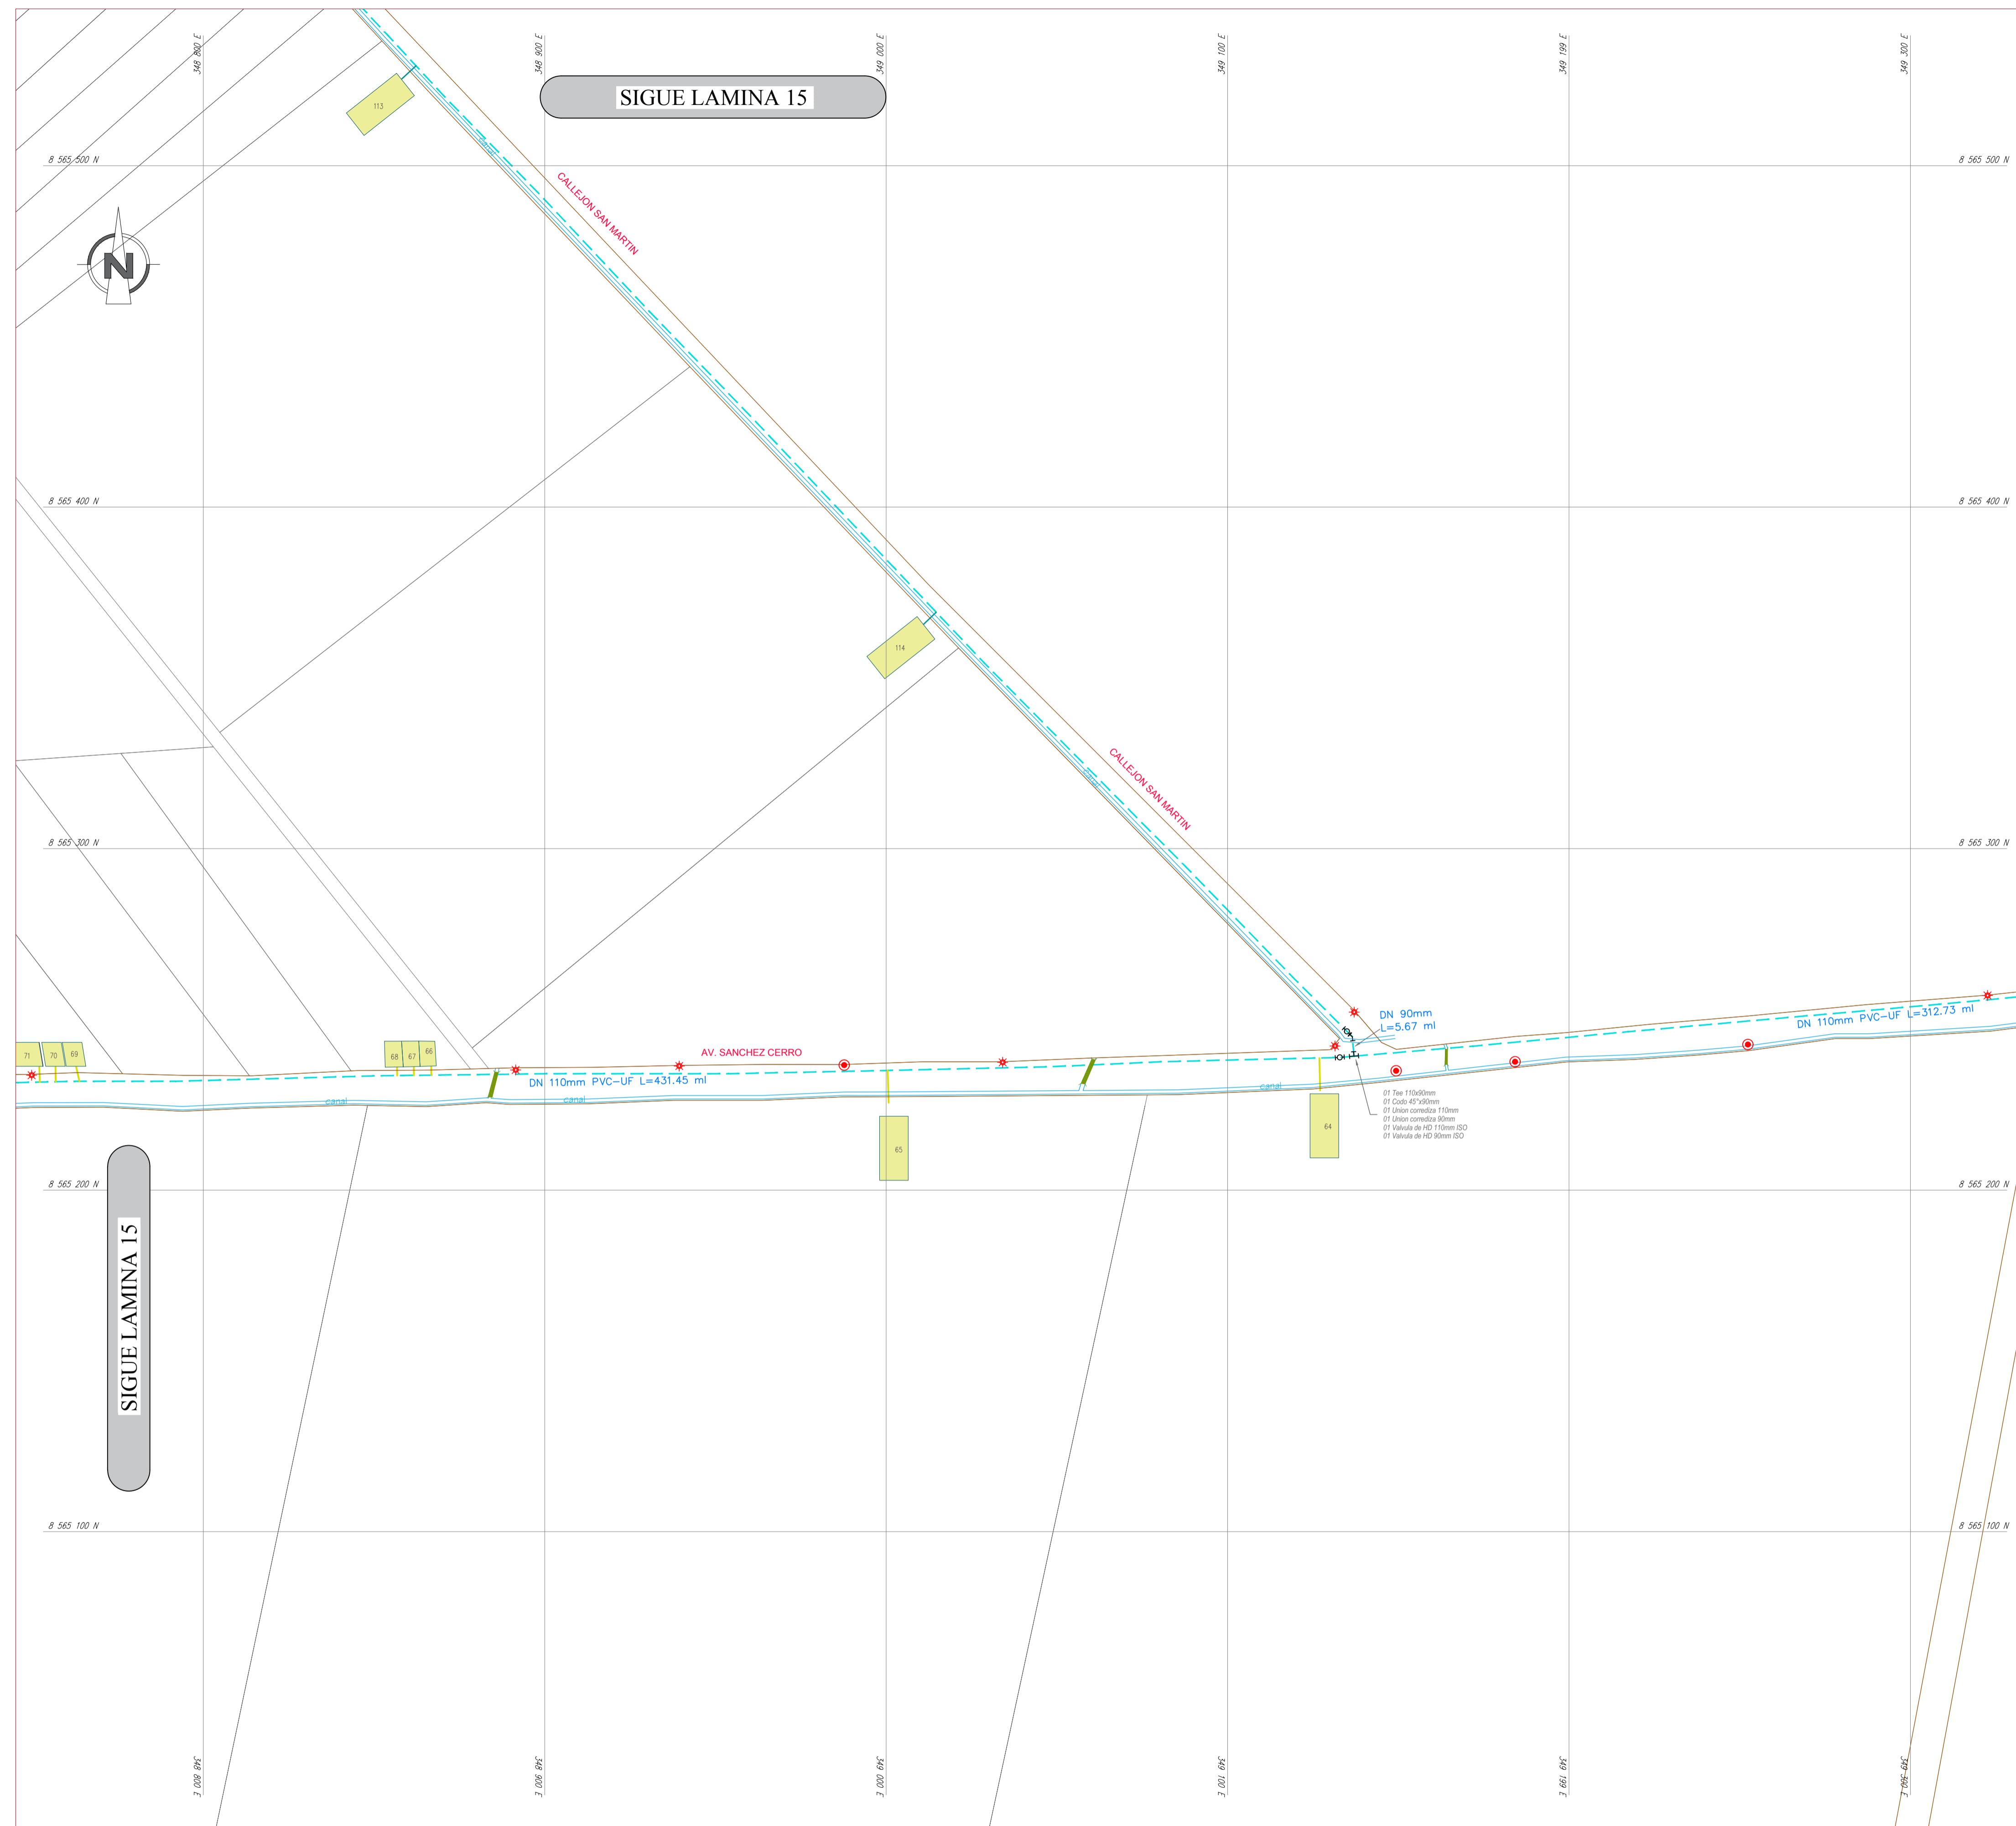 348 800 E
348 900 E
349 000 E
349 100 E
349 199 E
349 300 E
SIGUE LAMINA 15
113
canal
8 565 500 N
8 565 500 N
CALLEJON SAN MARTIN
N
8 565 400 N
8 565 400 N
114
CALLEJON SAN MARTIN
canal
8 565 300 N
8 565 300 N
DN 90mm
L=5.67 ml
DN 110mm PVC-UF L=312.73 ml
71
70
69
68
67
66
AV. SANCHEZ CERRO
DN 110mm PVC-UF L=431.45 ml
canal
canal
canal
01 Tee 110x90mm
01 Codo 45°x90mm
01 Union corrediza 110mm
01 Union corrediza 90mm
01 Valvula de HD 110mm ISO
01 Valvula de HD 90mm ISO
64
65
8 565 200 N
8 565 200 N
SIGUE LAMINA 15
8 565 100 N
8 565 100 N
348 800 E
348 900 E
349 000 E
349 100 E
349 199 E
349 300 E